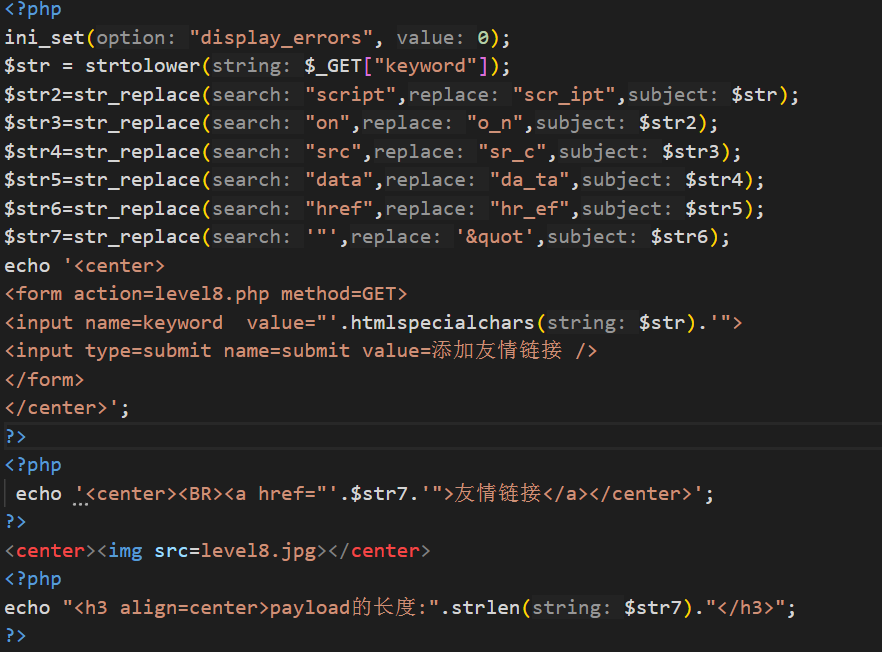 <?php
ini_set(option: "display_errors", value: 0);
$str = strtolower(string: $_GET["keyword"]);
$str2=str_replace(search: "script",replace: "scr_ipt",subject: $str);
$str3=str_replace(search: "on",replace: "o_n",subject: $str2);
$str4=str_replace(search: "src",replace: "sr_c",subject: $str3);
$str5=str_replace(search: "data",replace: "da_ta",subject: $str4);
$str6=str_replace(search: "href",replace: "hr_ef",subject: $str5);
$str7=str_replace(search: '"',replace: '&quot',subject: $str6);
echo '<center>
<form action=level8.php method=GET>
<input name=keyword  value="'.htmlspecialchars(string: $str).'">
<input type=submit name=submit value=添加友情链接 />
</form>
</center>';
?>
<?php
 echo '<center><BR><a href="'.$str7.'">友情链接</a></center>';
?>
<center><img src=level8.jpg></center>
<?php
echo "<h3 align=center>payload的长度:".strlen(string: $str7)."</h3>";
?>